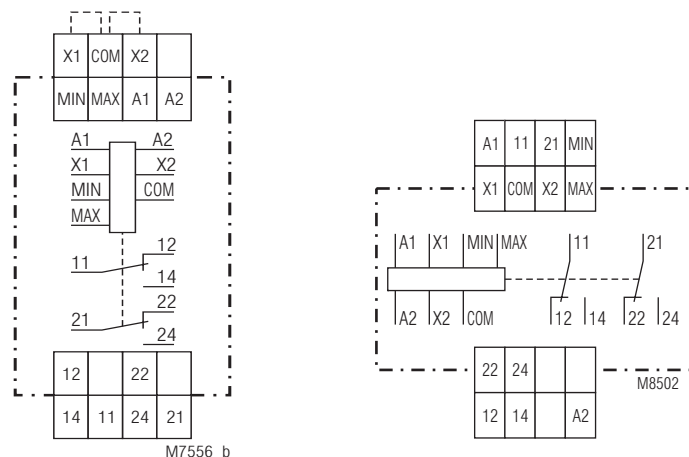 X1 COM X2
MIN MAX A1 A2
A1 A2
X1 X2
MIN COM
MAX
12
11
14
22
21
24
12 22
14 11 24 21
M7556 b
A1 11 21 MIN
X1 COM X2 MAX
A1 X1 MIN MAX 11 21
A2 X2 COM 12 14 22 24
22 24
M8502
12 14 A2